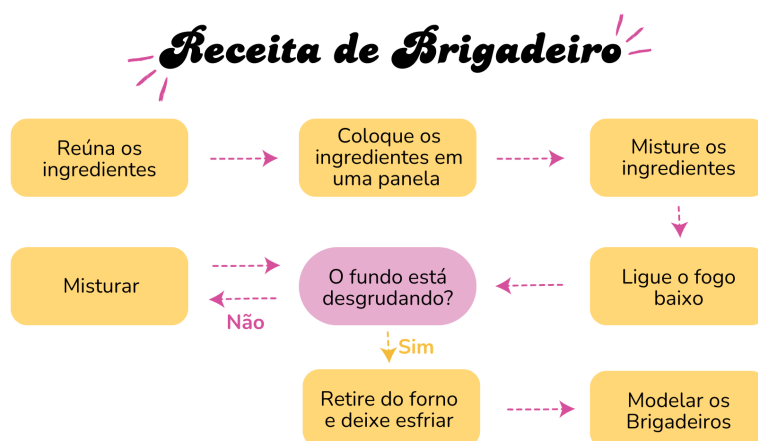 Receita de Brigadeiro
Reúna os
ingredientes
Coloque os
ingredientes em
uma panela
Misture os
ingredientes
Ligue o fogo
baixo
O fundo está
desgrudando?
Não
Misturar
Sim
Retire do forno
e deixe esfriar
Modelar os
Brigadeiros